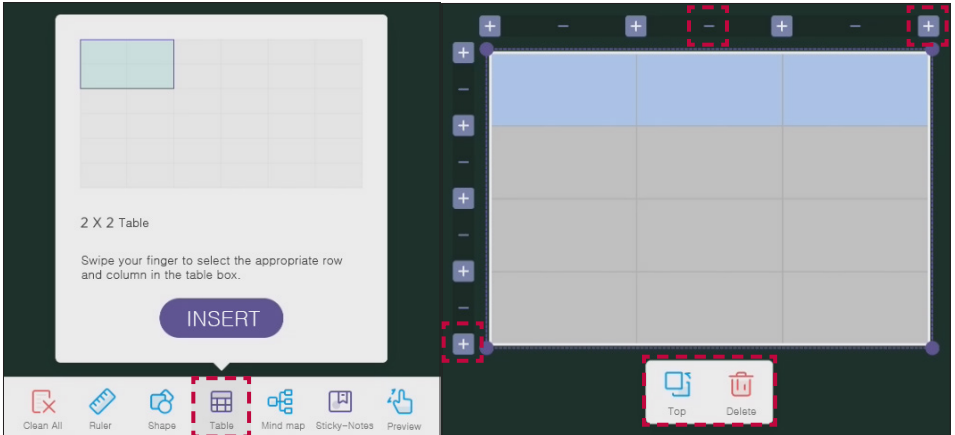 2 X 2 Table
Swipe your finger to select the appropriate row
and column in the table box.
INSERT
Clean All
Ruler
Shape
Table
Mind map
Sticky-Notes
Preview
Top
Delete